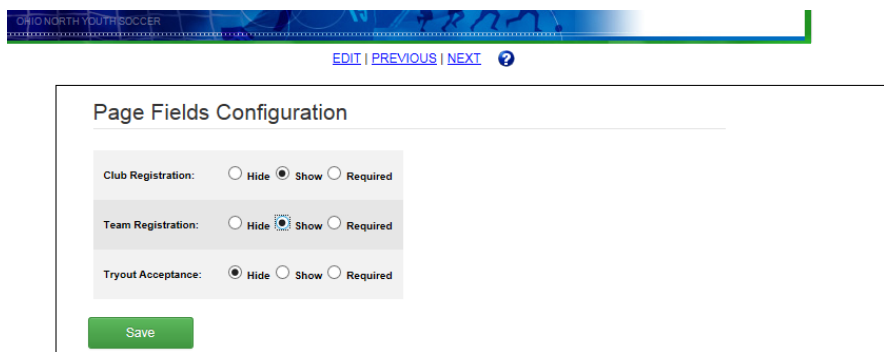 OHIO NORTH YOUTH SOCCER
EDIT | PREVIOUS | NEXT ?
Page Fields Configuration
Club Registration: Hide Show Required
Team Registration: Hide Show Required
Tryout Acceptance: Hide Show Required
Save